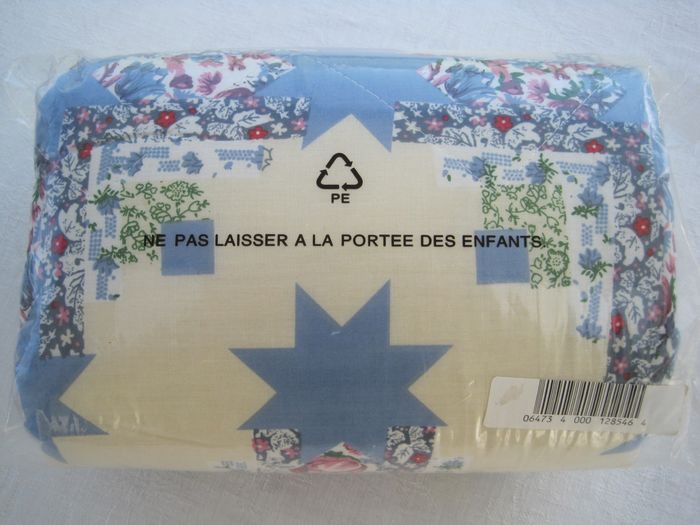 PE
NE PAS LAISSER A LA PORTEE DES ENFANTS
06473 4 000 128546 4